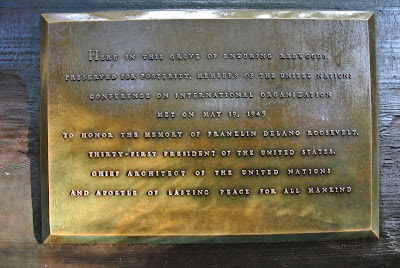 HERE IN THIS GROVE OF ENDURING REDWOODS,
PRESERVED FOR POSTERITY, MEMBERS OF THE UNITED NATIONS
CONFERENCE ON INTERNATIONAL ORGANIZATION
MET ON MAY 19, 1945
TO HONOR THE MEMORY OF FRANKLIN DELANO ROOSEVELT,
THIRTY-FIRST PRESIDENT OF THE UNITED STATES,
CHIEF ARCHITECT OF THE UNITED NATIONS
AND APOSTLE OF LASTING PEACE FOR ALL MANKIND